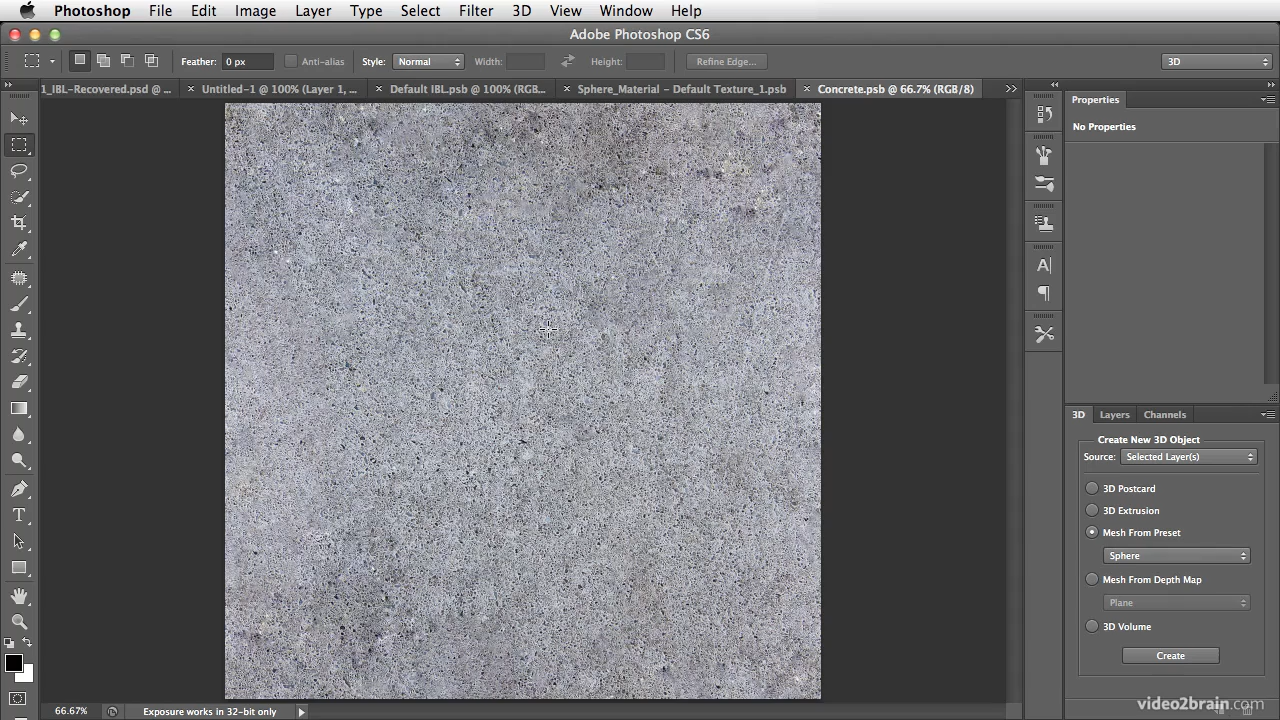 Photoshop File Edit Image Layer Type Select Filter 3D View Window Help
Adobe Photoshop CS6
Feather: 0 px Anti-alias Style: Normal Width: Height: Refine Edge... 3D
1_IBL-Recovered.psd @ ... × Untitled-1 @ 100% (Layer 1, ... × Default IBL.psb @ 100% (RGB... × Sphere_Material - Default Texture_1.psb × Concrete.psb @ 66.7% (RGB/8) >>
Properties
No Properties
3D Layers Channels
Create New 3D Object
Source: Selected Layer(s)
3D Postcard
3D Extrusion
Mesh From Preset
Sphere
Mesh From Depth Map
Plane
3D Volume
Create
66.67% Exposure works in 32-bit only
video2brain.com